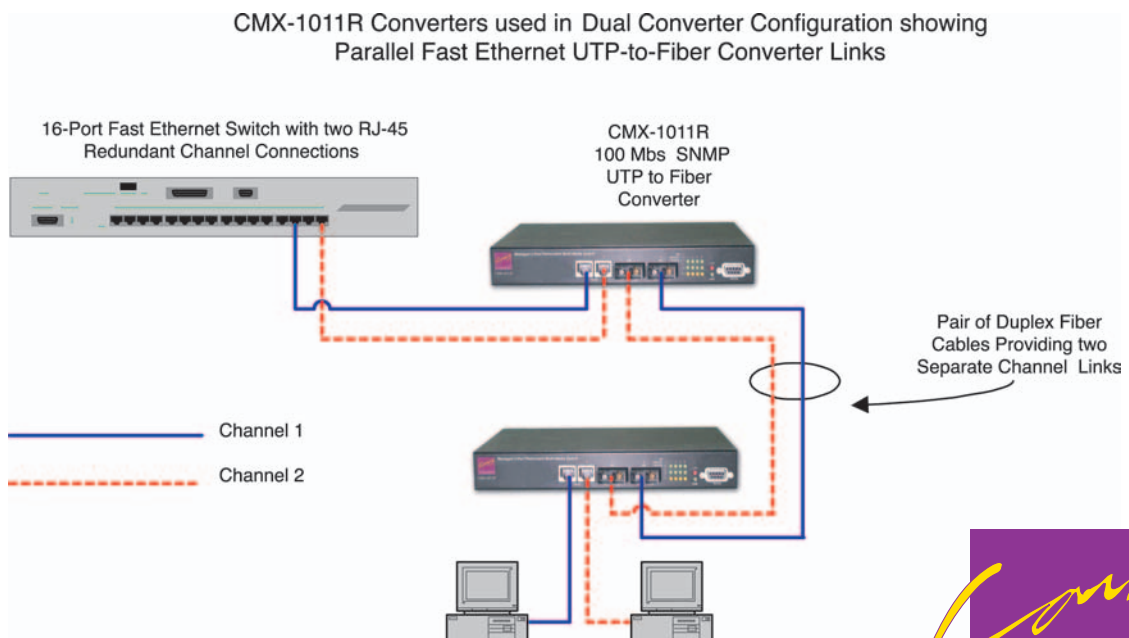 CMX-1011R Converters used in Dual Converter Configuration showing
Parallel Fast Ethernet UTP-to-Fiber Converter Links
16-Port Fast Ethernet Switch with two RJ-45
Redundant Channel Connections
CMX-1011R
100 Mbs SNMP
UTP to Fiber
Converter
Pair of Duplex Fiber
Cables Providing two
Separate Channel Links
Channel 1
Channel 2